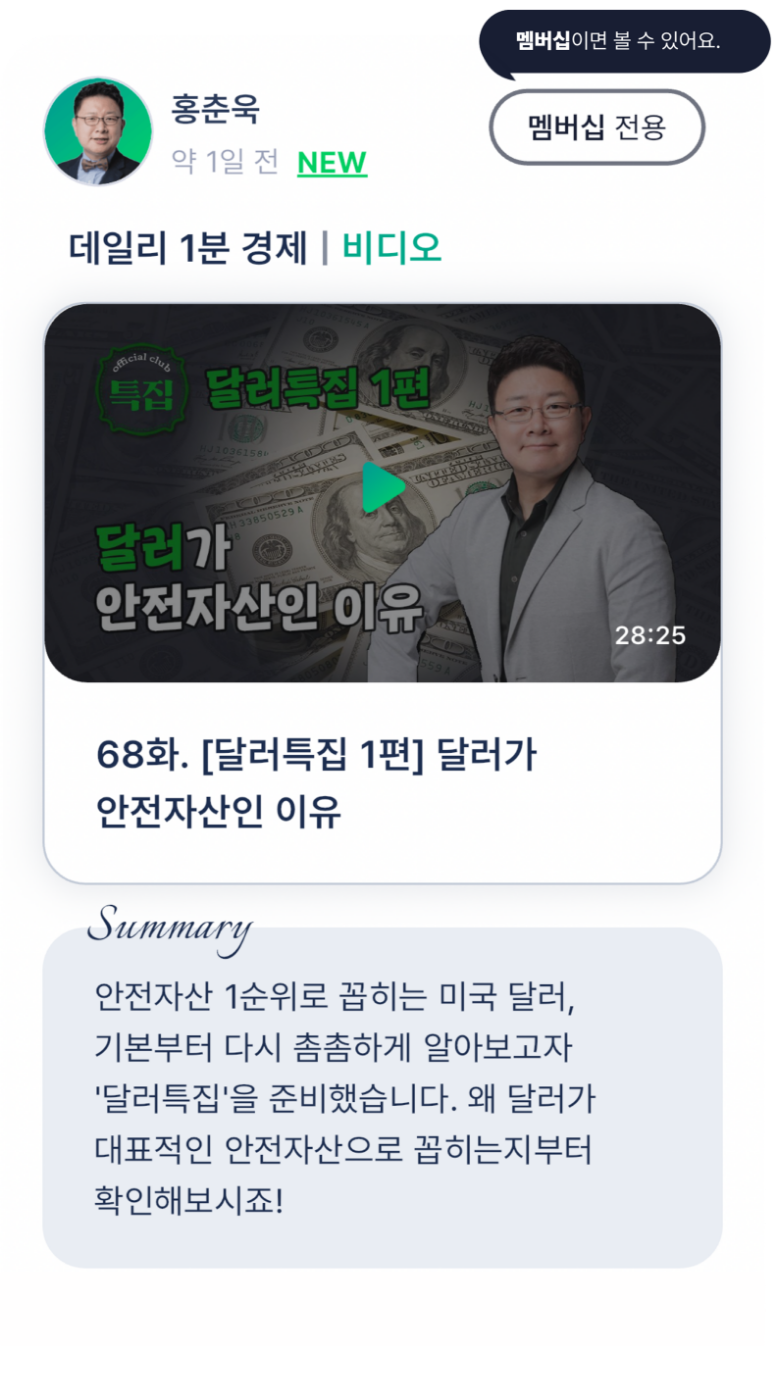 멤버십이면 볼 수 있어요.
홍춘욱
멤버십 전용
약 1일 전 NEW
데일리 1분 경제 | 비디오
official club
특집
달러특집 1편
달러가
안전자산인 이유
28:25
68화. [달러특집 1편] 달러가
안전자산인 이유
Summary
안전자산 1순위로 꼽히는 미국 달러,
기본부터 다시 촘촘하게 알아보고자
'달러특집'을 준비했습니다. 왜 달러가
대표적인 안전자산으로 꼽히는지부터
확인해보시죠!